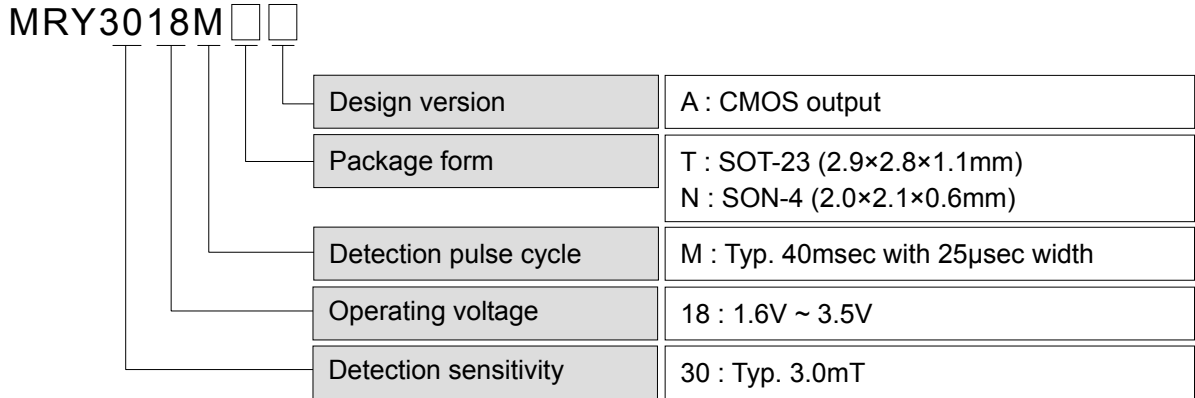 MRY3018M□□
Design version
A : CMOS output
Package form
T : SOT-23 (2.9×2.8×1.1mm)
N : SON-4 (2.0×2.1×0.6mm)
Detection pulse cycle
M : Typ. 40msec with 25µsec width
Operating voltage
18 : 1.6V ~ 3.5V
Detection sensitivity
30 : Typ. 3.0mT